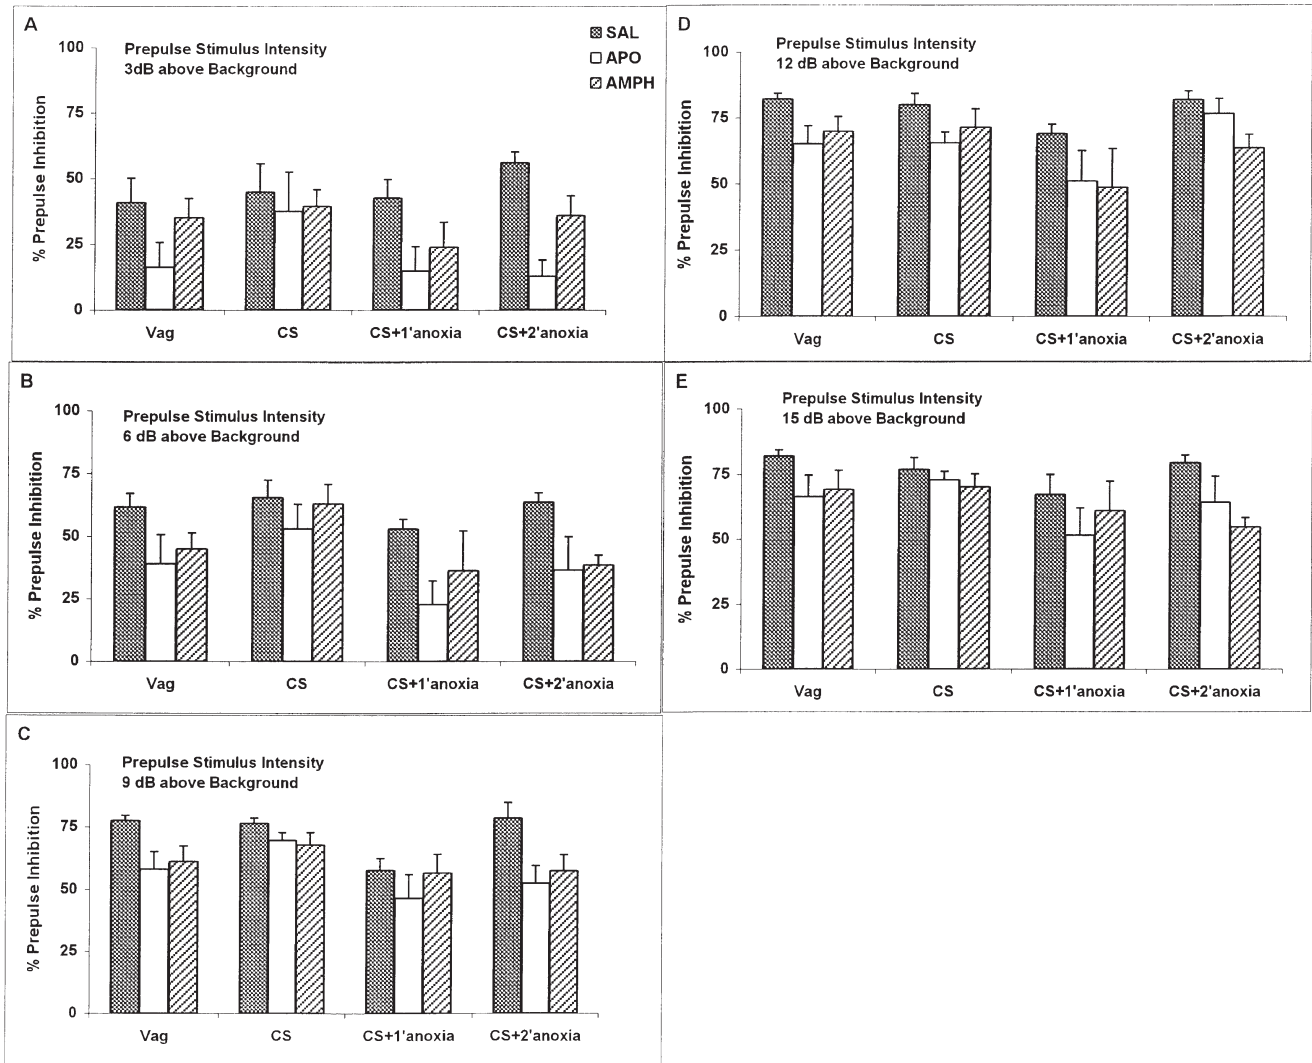 A
Prepulse Stimulus Intensity
3dB above Background
SAL
APO
AMPH
% Prepulse Inhibition
100
75
50
25
0
Vag CS CS+1'anoxia CS+2'anoxia
B
Prepulse Stimulus Intensity
6 dB above Background
% Prepulse Inhibition
100
75
50
25
0
Vag CS CS+1'anoxia CS+2'anoxia
C
Prepulse Stimulus Intensity
9 dB above Background
% Prepulse Inhibition
100
75
50
25
0
Vag CS CS+1'anoxia CS+2'anoxia
D
Prepulse Stimulus Intensity
12 dB above Background
% Prepulse Inhibition
100
75
50
25
0
Vag CS CS+1'anoxia CS+2'anoxia
E
Prepulse Stimulus Intensity
15 dB above Background
% Prepulse Inhibition
100
75
50
25
0
Vag CS CS+1'anoxia CS+2'anoxia